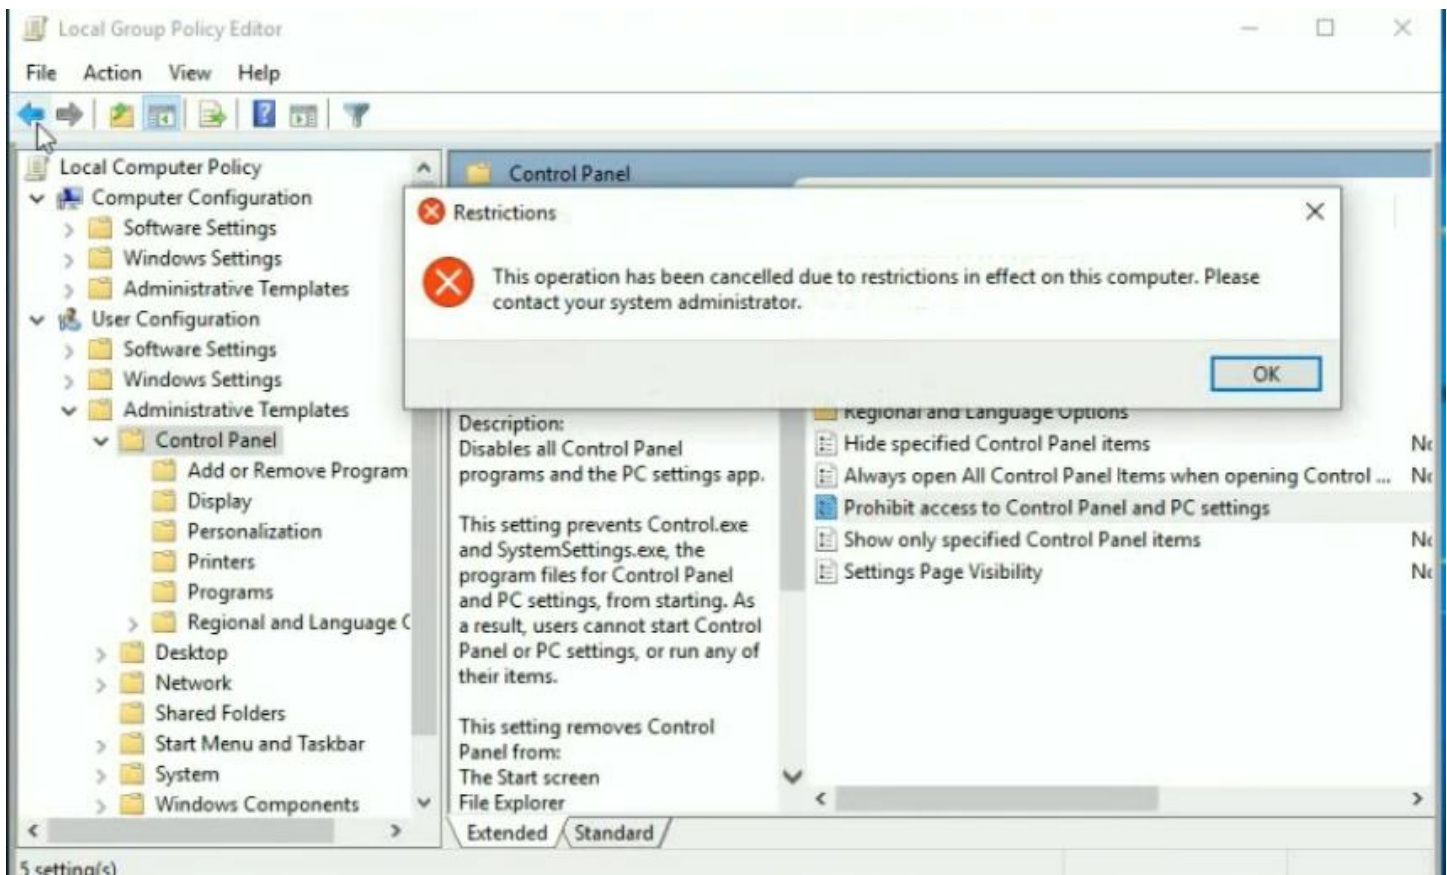 Local Group Policy Editor
File Action View Help
Local Computer Policy
Computer Configuration
Software Settings
Windows Settings
Administrative Templates
User Configuration
Software Settings
Windows Settings
Administrative Templates
Control Panel
Add or Remove Program
Display
Personalization
Printers
Programs
Regional and Language C
Desktop
Network
Shared Folders
Start Menu and Taskbar
System
Windows Components
Control Panel
Restrictions
This operation has been cancelled due to restrictions in effect on this computer. Please
contact your system administrator.
OK
Description:
Disables all Control Panel
programs and the PC settings app.
This setting prevents Control.exe
and SystemSettings.exe, the
program files for Control Panel
and PC settings, from starting. As
a result, users cannot start Control
Panel or PC settings, or run any of
their items.
This setting removes Control
Panel from:
The Start screen
File Explorer
Regional and Language Options
Hide specified Control Panel items
Always open All Control Panel Items when opening Control ...
Prohibit access to Control Panel and PC settings
Show only specified Control Panel items
Settings Page Visibility
Extended Standard
5 setting(s)